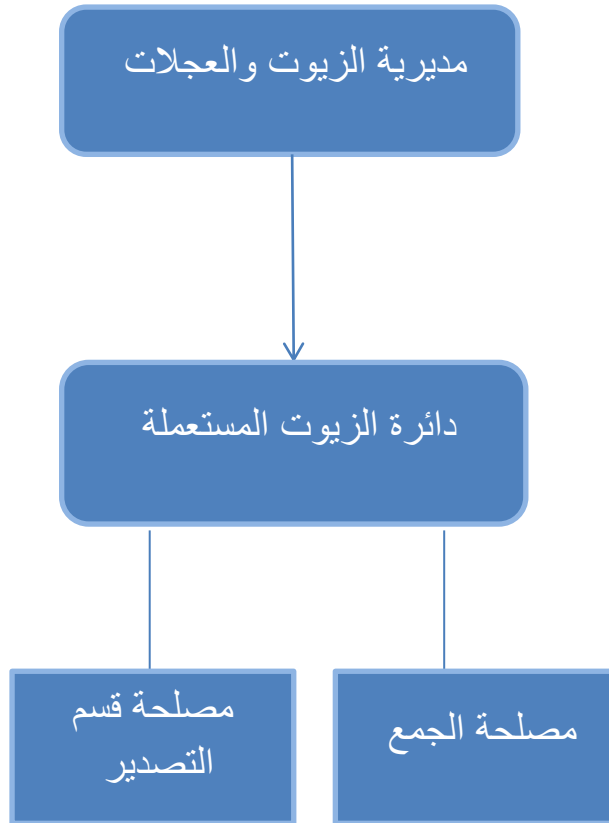 مديرية الزيوت والعجلات
دائرة الزيوت المستعملة
مصلحة الجمع
مصلحة قسم
التصدير